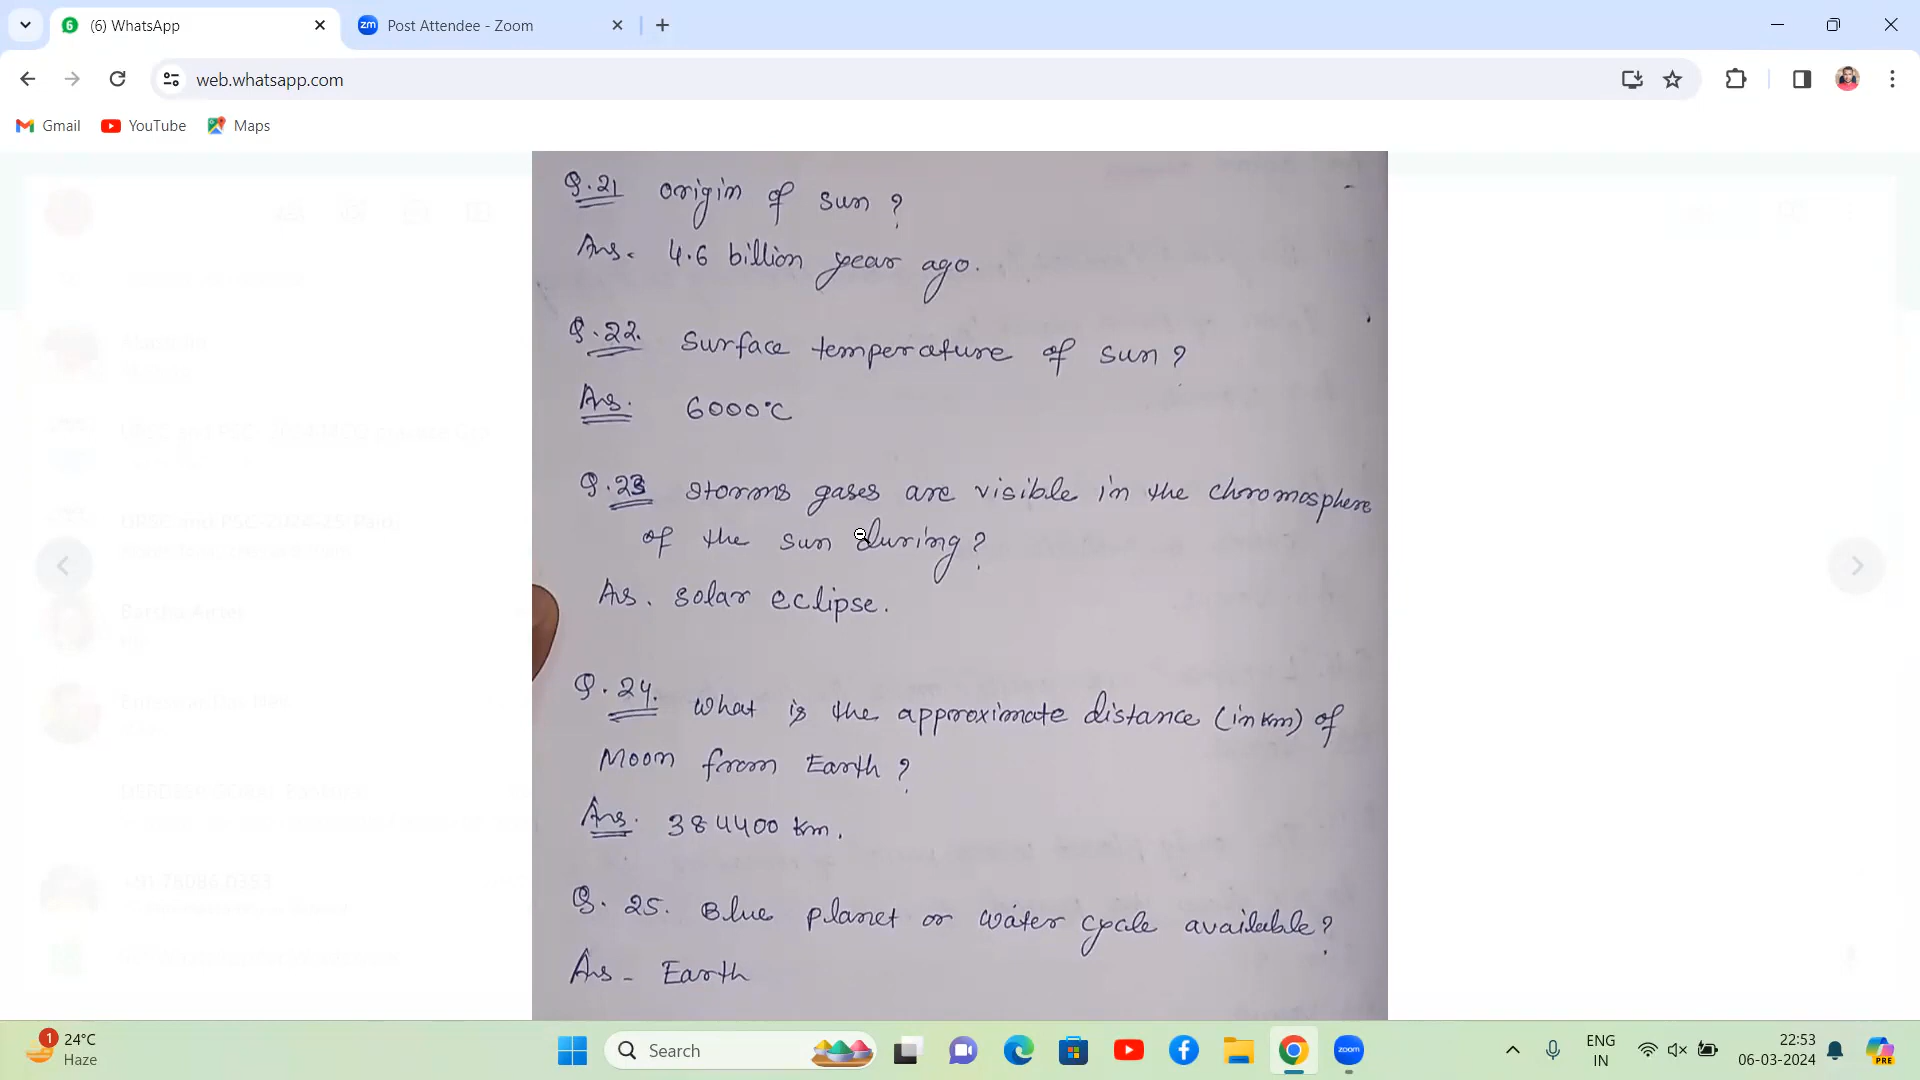 (6) WhatsApp
Post Attendee - Zoom
web.whatsapp.com
Gmail
YouTube
Maps
Q.21 origin of sun ?
Ans. 4.6 billion year ago.
Q.22. Surface temperature of sun ?
Ans. 6000°C
Q.23 storms gases are visible in the chromosphere
of the sun during ?
Ans. solar eclipse.
Q.24. What is the approximate distance (in km) of
Moon from Earth ?
Ans. 384400 km.
Q. 25. Blue planet or water cycle available?
Ans - Earth
1
24°C
Haze
Search
zoom
ENG
IN
22:53
06-03-2024
PRE